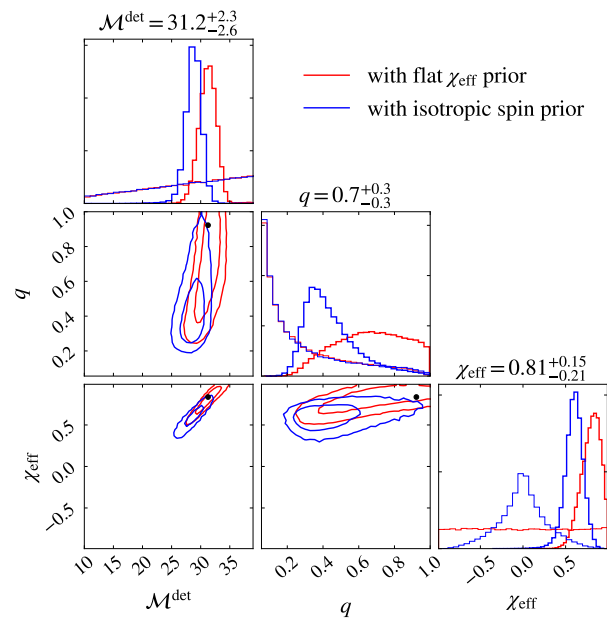 ℳ^det = 31.2^{+2.3}_{−2.6}
with flat χ_eff prior
with isotropic spin prior
q = 0.7^{+0.3}_{−0.3}
1.0
0.8
0.6
0.4
0.2
q
χ_eff = 0.81^{+0.15}_{−0.21}
0.5
0.0
−0.5
χ_eff
10 15 20 25 30 35
0.2 0.4 0.6 0.8 1.0
−0.5 0.0 0.5
ℳ^det
q
χ_eff